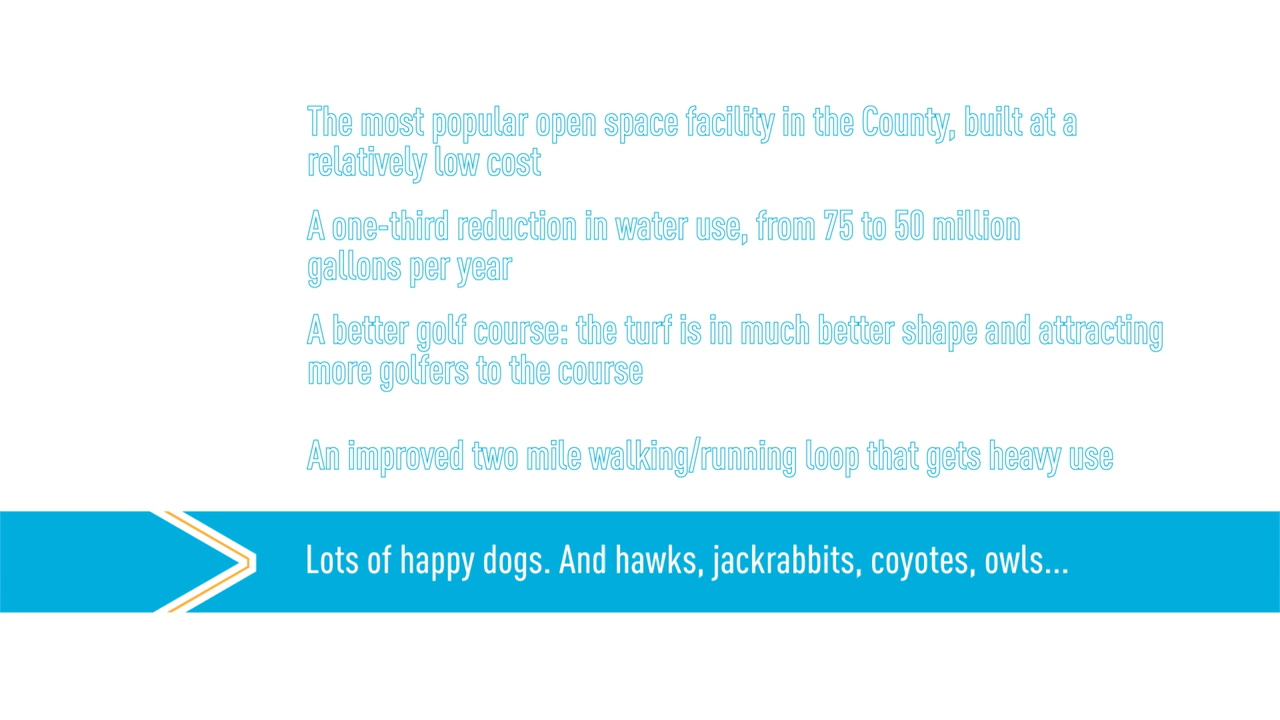 The most popular open space facility in the County, built at a
relatively low cost
A one-third reduction in water use, from 75 to 50 million
gallons per year
A better golf course: the turf is in much better shape and attracting
more golfers to the course
An improved two mile walking/running loop that gets heavy use
Lots of happy dogs. And hawks, jackrabbits, coyotes, owls...